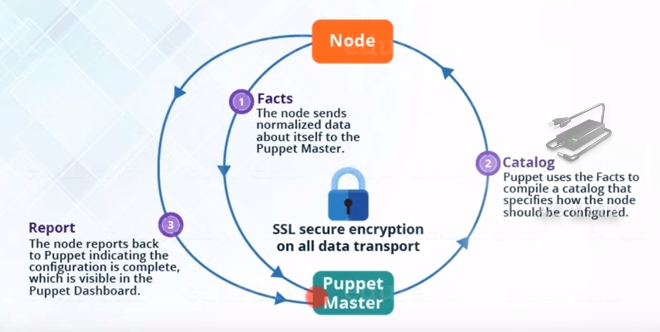 Node
1
Facts
The node sends
normalized data
about itself to the
Puppet Master.
2
Catalog
Puppet uses the Facts to
compile a catalog that
specifies how the node
should be configured.
SSL secure encryption
on all data transport
3
Report
The node reports back
to Puppet indicating the
configuration is complete,
which is visible in the
Puppet Dashboard.
Puppet
Master